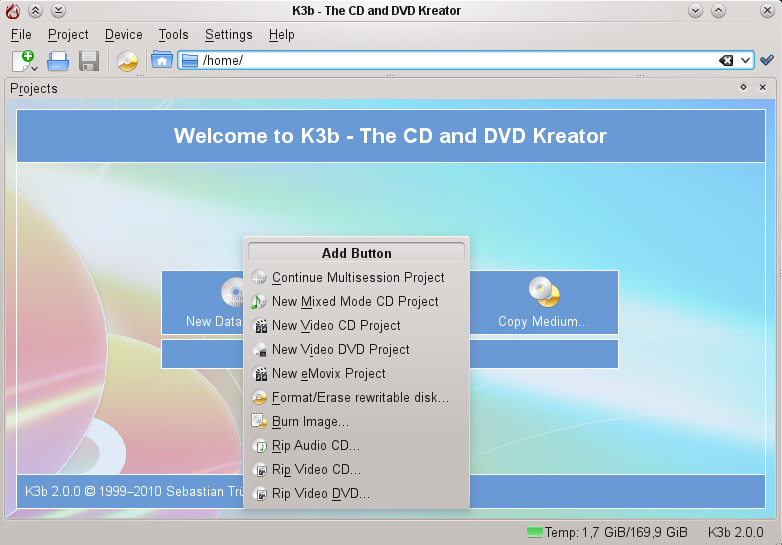 K3b - The CD and DVD Kreator
File Project Device Tools Settings Help
/home/
Projects
Welcome to K3b - The CD and DVD Kreator
Add Button
Continue Multisession Project
New Mixed Mode CD Project
New Video CD Project
New Video DVD Project
New eMovix Project
Format/Erase rewritable disk...
Burn Image...
Rip Audio CD...
Rip Video CD...
Rip Video DVD...
New Data
Copy Medium...
K3b 2.0.0 © 1999–2010 Sebastian Trü
Temp: 1,7 GiB/169,9 GiB K3b 2.0.0